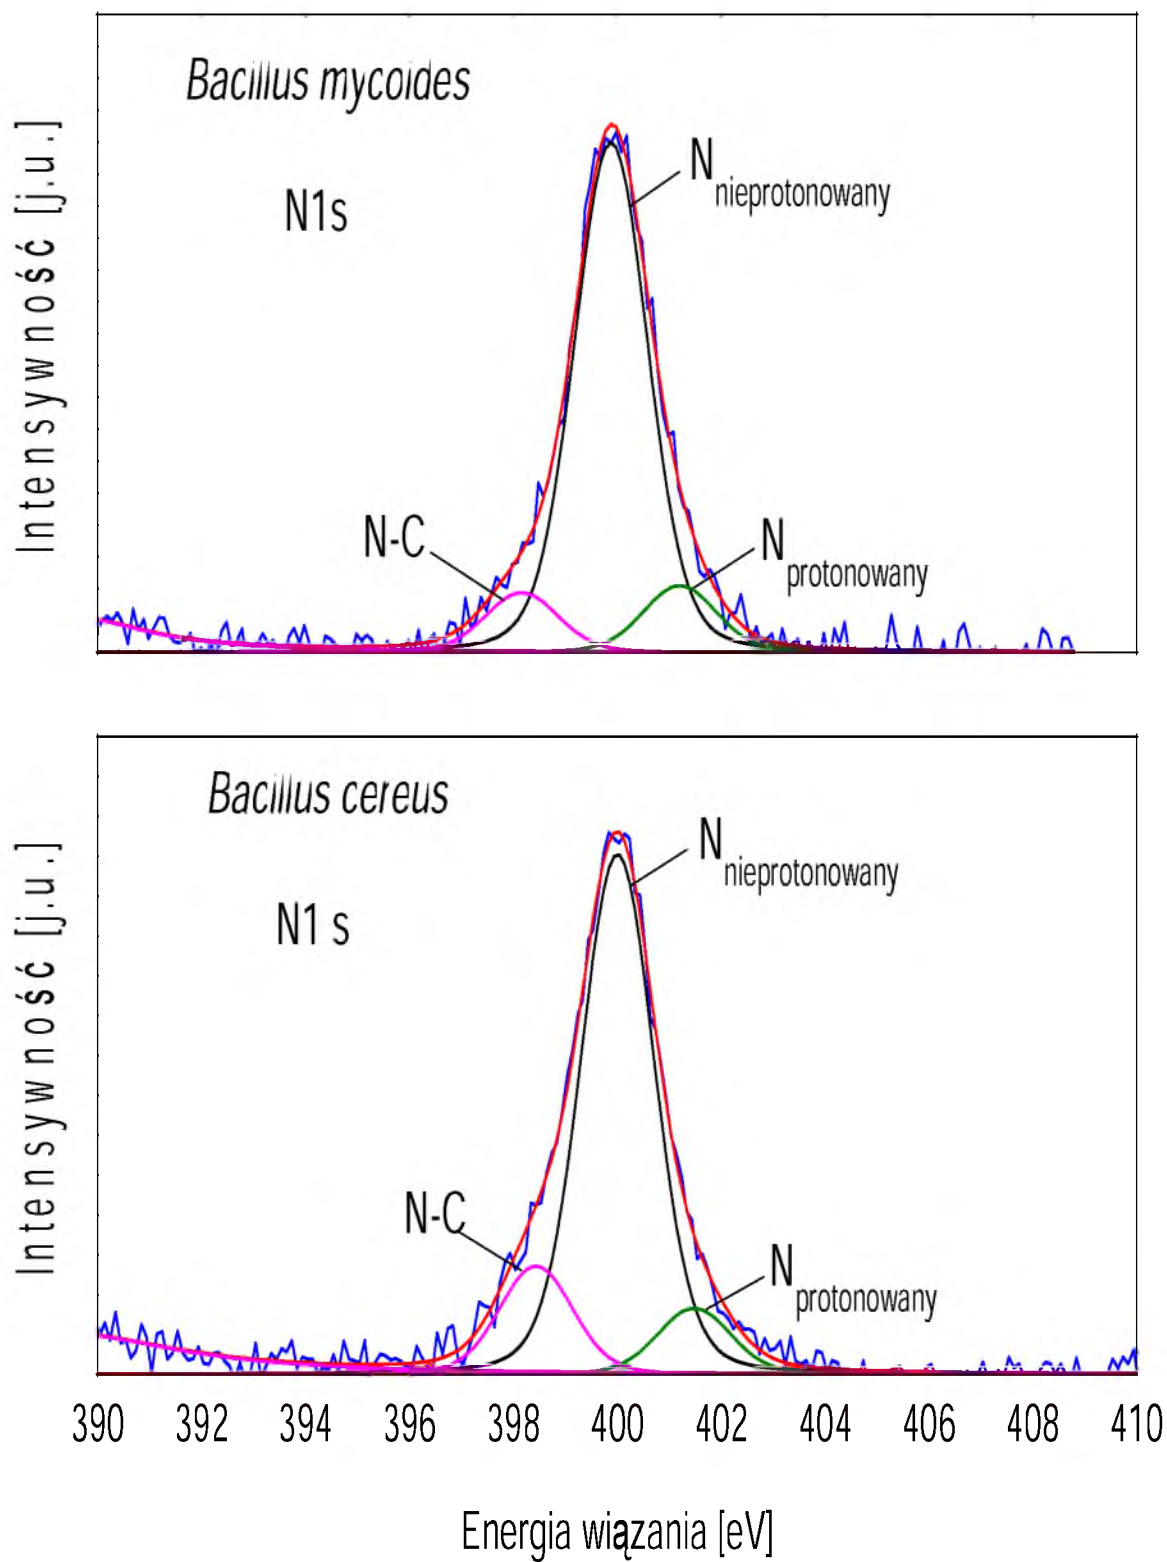 Bacillus mycoides
N1s
N nieprotonowany
N-C
N protonowany
Intensywność [j.u.]
Bacillus cereus
N1 s
N nieprotonowany
N-C
N protonowany
Intensywność [j.u.]
390 392 394 396 398 400 402 404 406 408 410
Energia wiązania [eV]